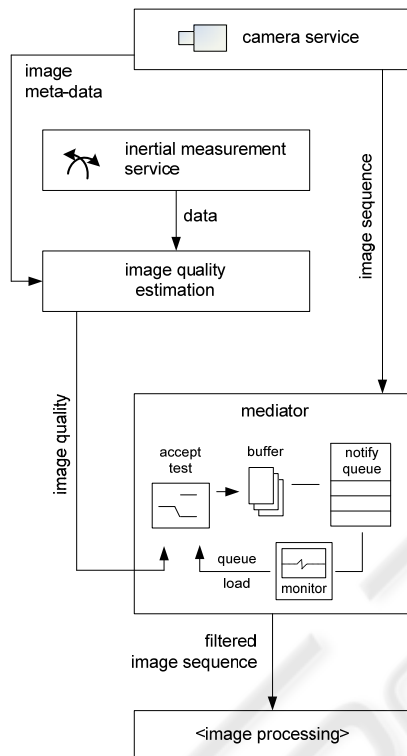 camera service
image
meta-data
inertial measurement
service
data
image sequence
image quality
estimation
image quality
mediator
accept
test
buffer
notify
queue
queue
load
monitor
filtered
image sequence
<image processing>